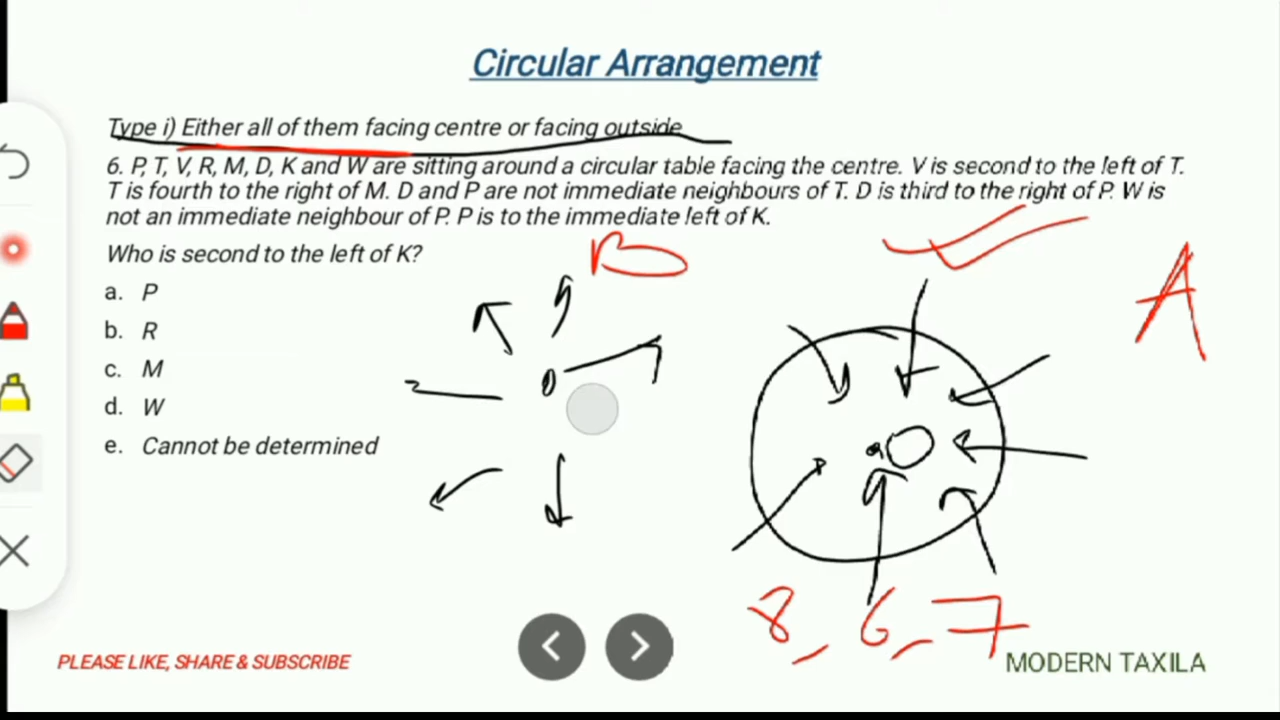 Circular Arrangement
Type i) Either all of them facing centre or facing outside
6. P, T, V, R, M, D, K and W are sitting around a circular table facing the centre. V is second to the left of T.
T is fourth to the right of M. D and P are not immediate neighbours of T. D is third to the right of P. W is
not an immediate neighbour of P. P is to the immediate left of K.
Who is second to the left of K?
a. P
b. R
c. M
d. W
e. Cannot be determined
B
A
8, 6, 7
PLEASE LIKE, SHARE & SUBSCRIBE
MODERN TAXILA